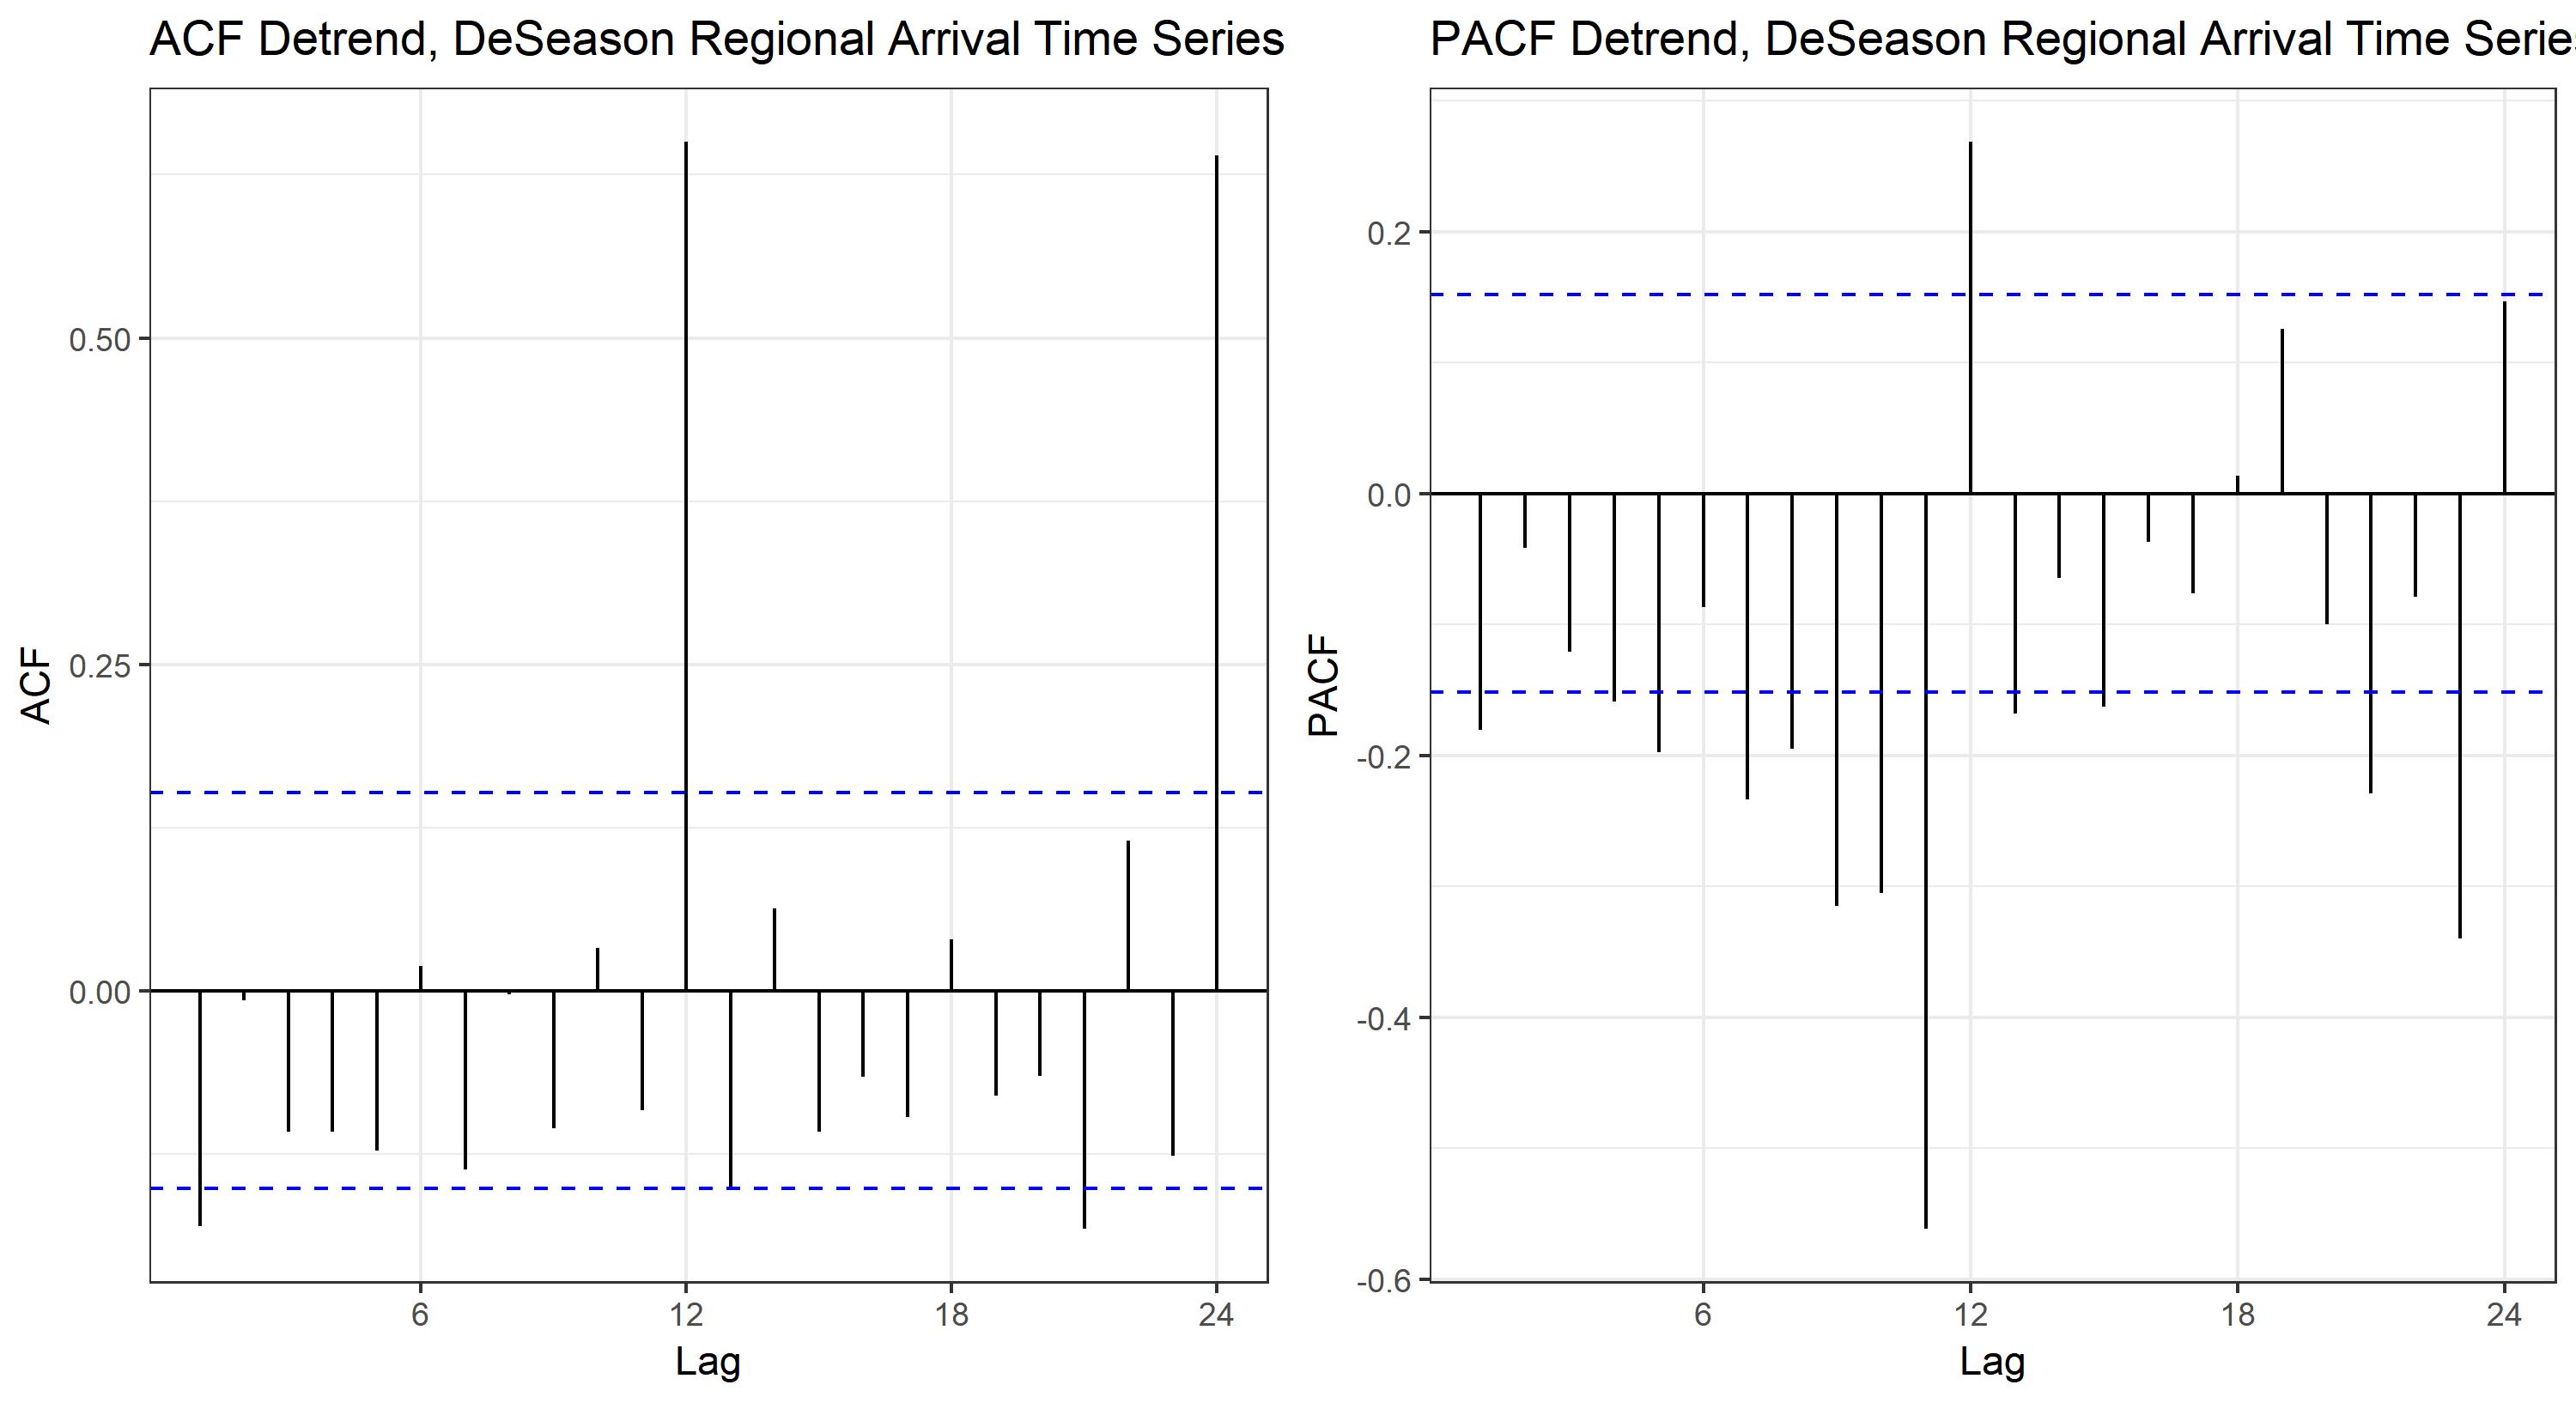 ACF Detrend, DeSeason Regional Arrival Time Series
0.50
0.25
0.00
ACF
6 12 18 24
Lag
PACF Detrend, DeSeason Regional Arrival Time Serie
0.2
0.0
-0.2
-0.4
-0.6
PACF
6 12 18 24
Lag